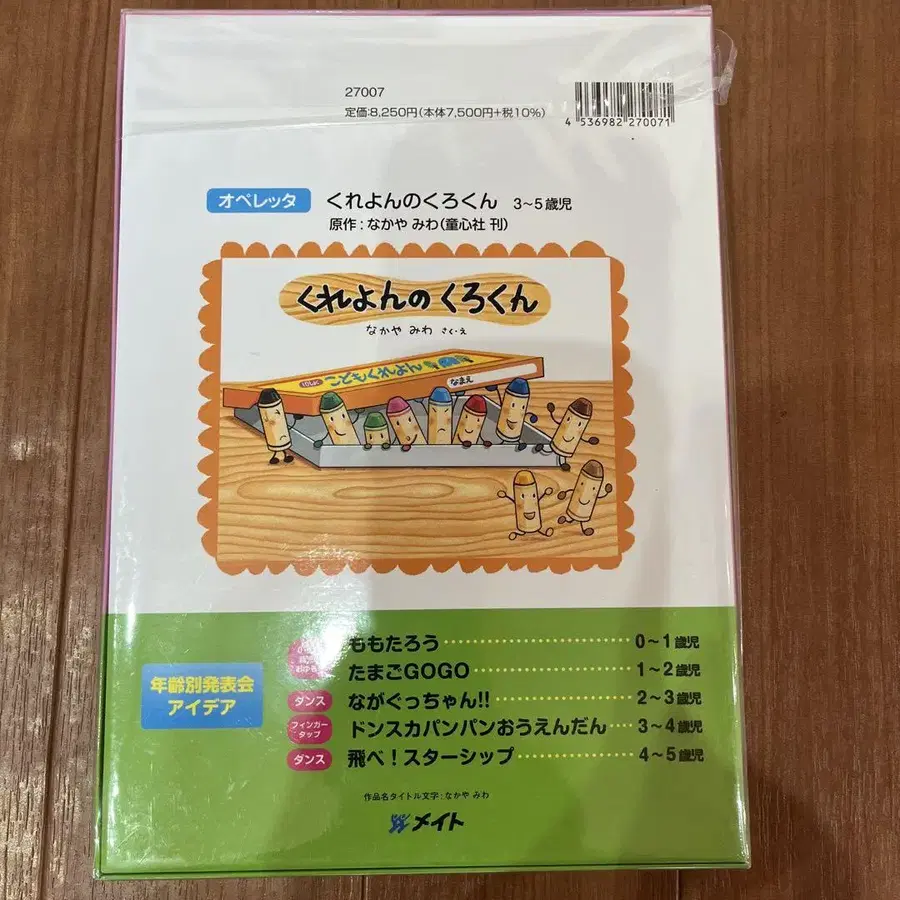 27007
定価:8,250円(本体7,500円+税10%)
4 536982 270071
オペレッタ くれよんのくろくん 3~5歳児
原作:なかや みわ(童心社 刊)
くれよんの くろくん
なかや みわ さく・え
こどもくれよん
なまえ
年齢別発表会
アイデア
ももたろう 0~1歳児
たまごGOGO 1~2歳児
ダンス ながぐっちゃん!! 2~3歳児
フィンガー
タップ
ドンスカパンパンおうえんだん 3~4歳児
ダンス 飛べ!スターシップ 4~5歳児
作品名タイトル文字:なかや みわ
メイト